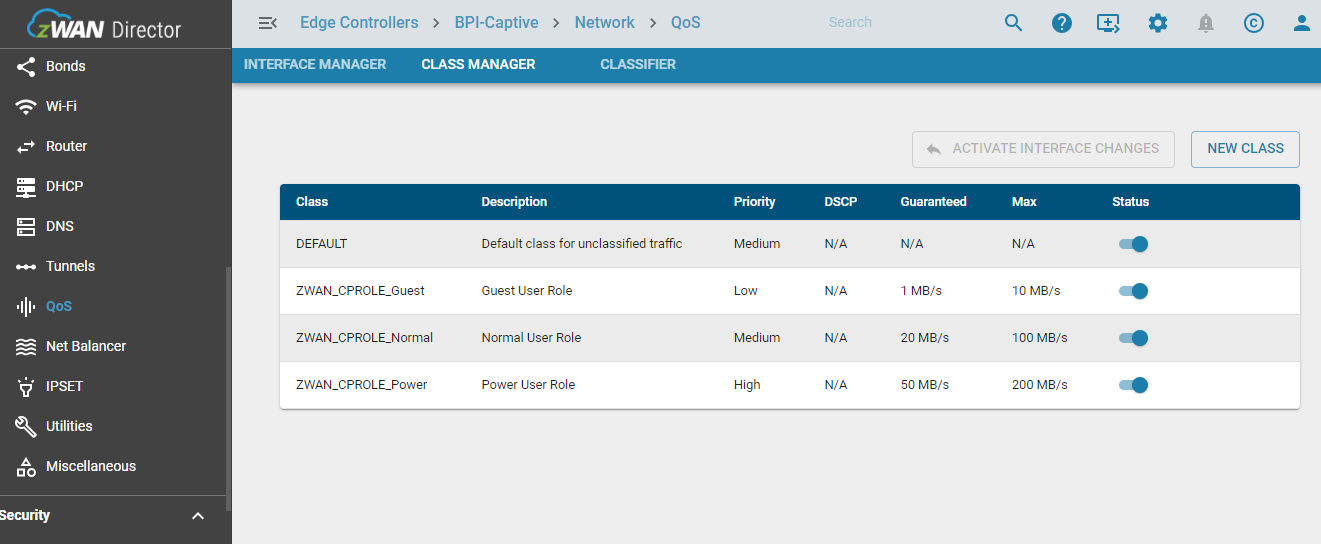 zWAN Director
Edge Controllers > BPI-Captive > Network > QoS
Search
INTERFACE MANAGER CLASS MANAGER CLASSIFIER
Bonds
Wi-Fi
Router
DHCP
DNS
Tunnels
QoS
Net Balancer
IPSET
Utilities
Miscellaneous
Security
ACTIVATE INTERFACE CHANGES NEW CLASS
Class Description Priority DSCP Guaranteed Max Status
DEFAULT Default class for unclassified traffic Medium N/A N/A N/A
ZWAN_CPROLE_Guest Guest User Role Low N/A 1 MB/s 10 MB/s
ZWAN_CPROLE_Normal Normal User Role Medium N/A 20 MB/s 100 MB/s
ZWAN_CPROLE_Power Power User Role High N/A 50 MB/s 200 MB/s